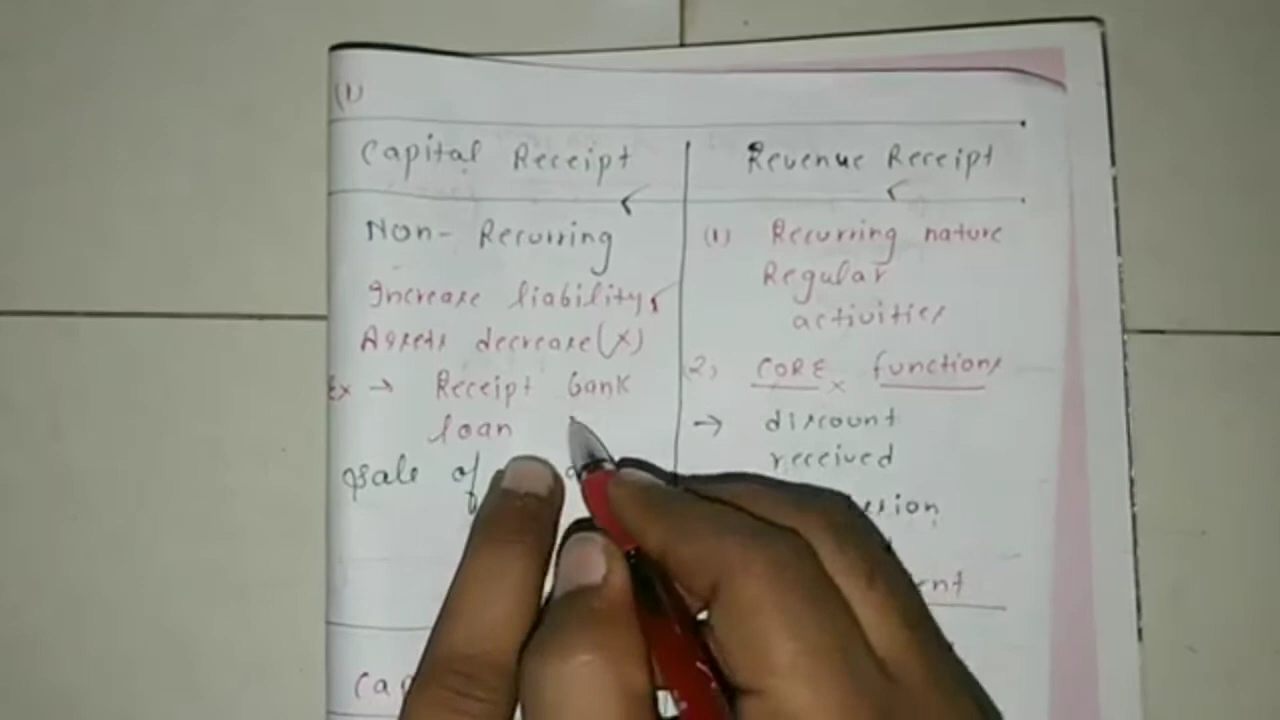 (1)
Capital Receipt
Non- Recurring
Increase liability
Assets decrease (x)
Ex → Receipt bank
loan
Sale of
Revenue Receipt
(1) Recurring nature
Regular
activities
2) CORE functions
→ discount
received